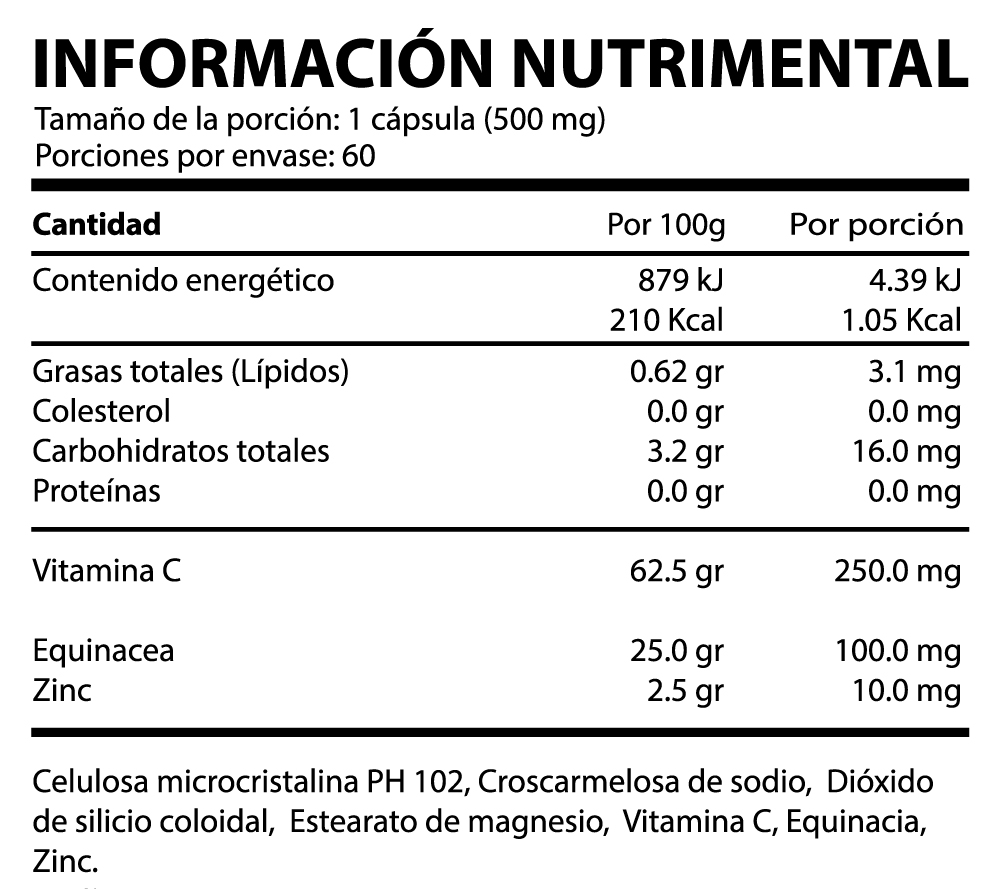 INFORMACIÓN NUTRIMENTAL
Tamaño de la porción: 1 cápsula (500 mg)
Porciones por envase: 60
Cantidad Por 100g Por porción
Contenido energético 879 kJ 4.39 kJ
210 Kcal 1.05 Kcal
Grasas totales (Lípidos) 0.62 gr 3.1 mg
Colesterol 0.0 gr 0.0 mg
Carbohidratos totales 3.2 gr 16.0 mg
Proteínas 0.0 gr 0.0 mg
Vitamina C 62.5 gr 250.0 mg
Equinacea 25.0 gr 100.0 mg
Zinc 2.5 gr 10.0 mg
Celulosa microcristalina PH 102, Croscarmelosa de sodio, Dióxido
de silicio coloidal, Estearato de magnesio, Vitamina C, Equinacia,
Zinc.